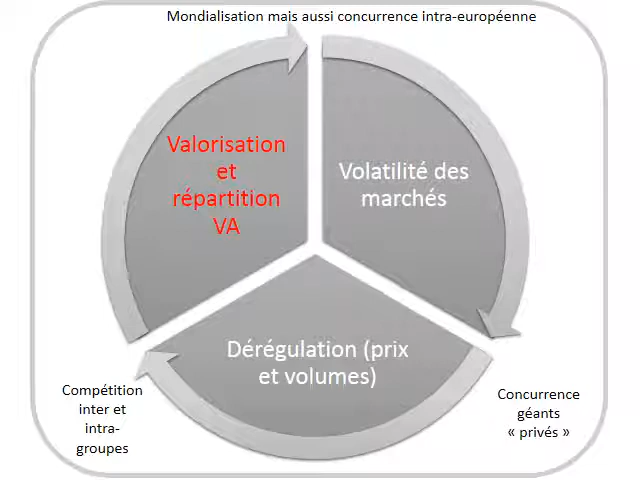 Mondialisation mais aussi concurrence intra-européenne
Valorisation
et
répartition
VA
Volatilité des
marchés
Dérégulation (prix
et volumes)
Compétition
inter et
intra-
groupes
Concurrence
géants
« privés »